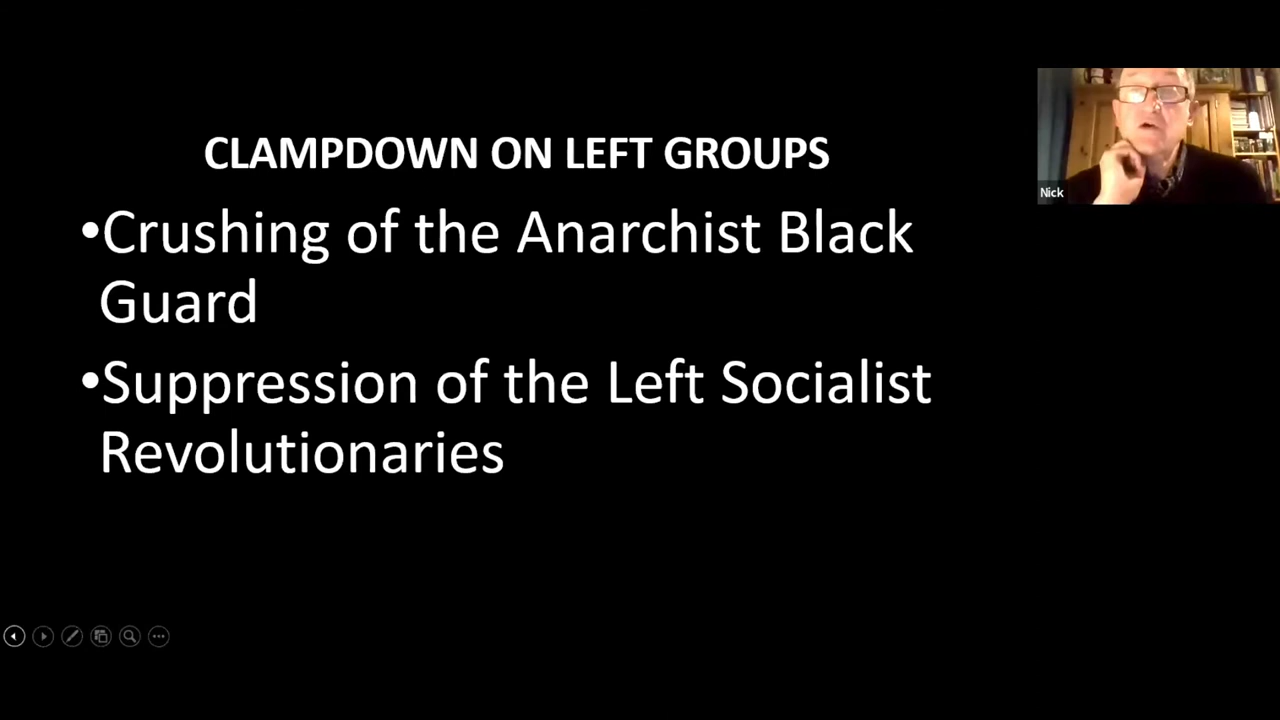 CLAMPDOWN ON LEFT GROUPS
•Crushing of the Anarchist Black
Guard
•Suppression of the Left Socialist
Revolutionaries
Nick